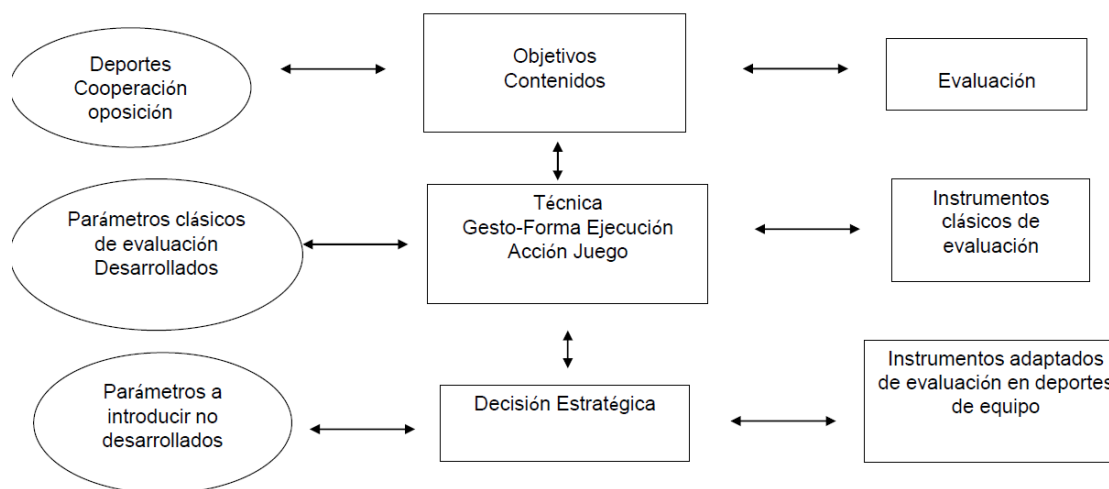 Deportes
Cooperación
oposición
Objetivos
Contenidos
Evaluación
Parámetros clásicos
de evaluación
Desarrollados
Técnica
Gesto-Forma Ejecución
Acción Juego
Instrumentos
clásicos de
evaluación
Parámetros a
introducir no
desarrollados
Decisión Estratégica
Instrumentos adaptados
de evaluación en deportes
de equipo